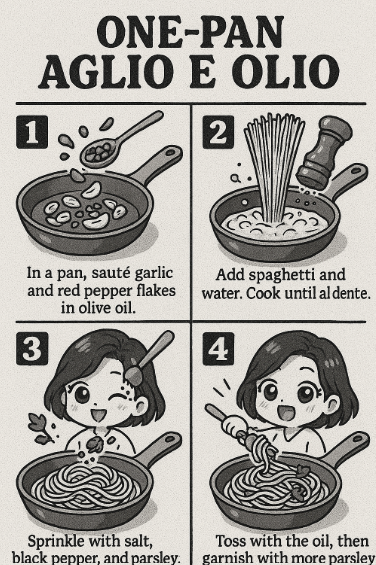 ONE-PAN
AGLIO E OLIO
1
In a pan, sauté garlic
and red pepper flakes
in olive oil.
2
Add spaghetti and
water. Cook until al dente.
3
Sprinkle with salt,
black pepper, and parsley.
4
Toss with the oil, then
garnish with more parsley